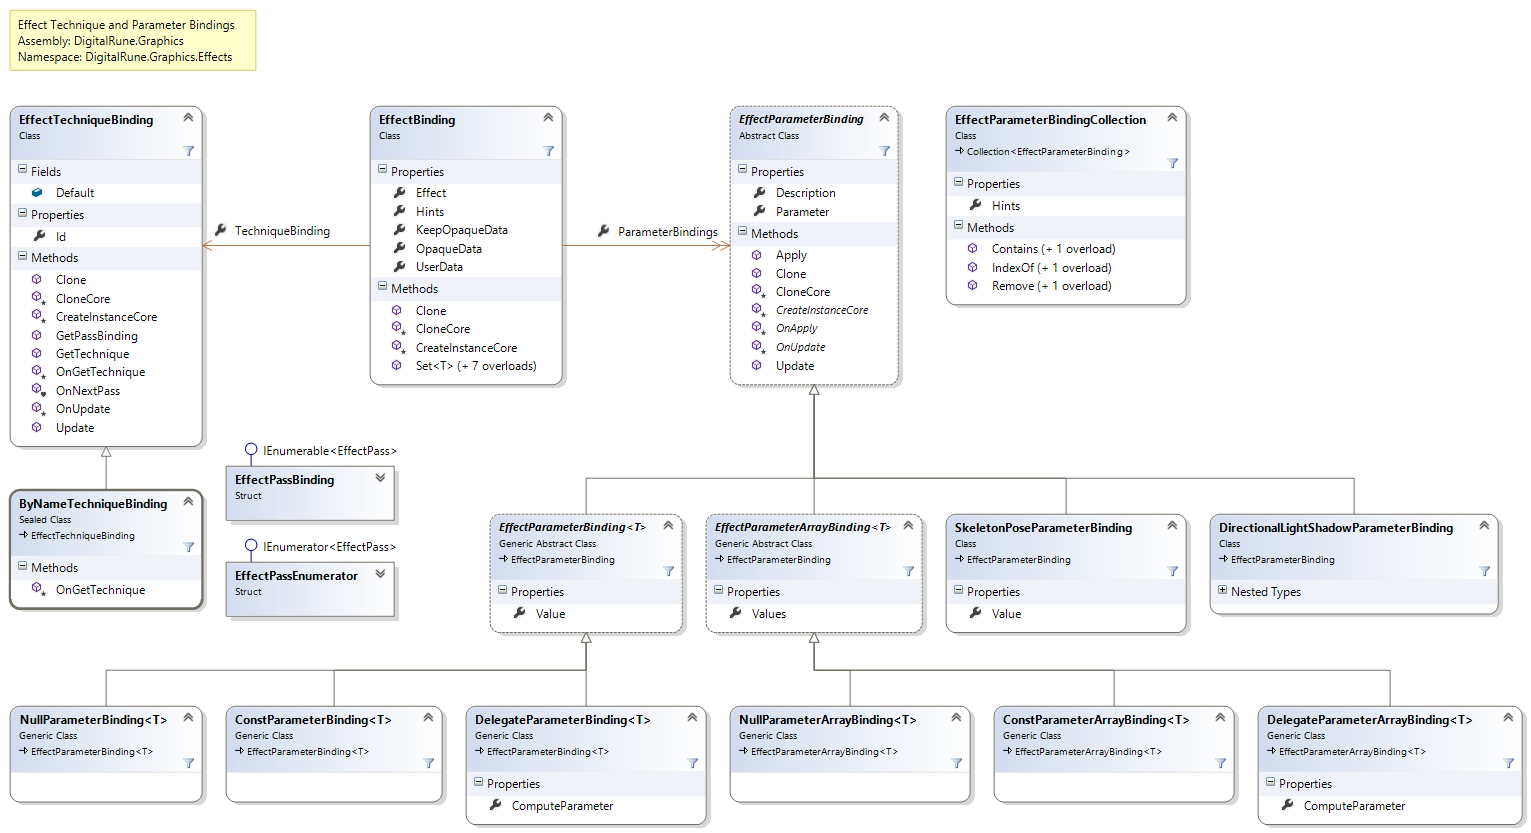 Effect Technique and Parameter Bindings
Assembly: DigitalRune.Graphics
Namespace: DigitalRune.Graphics.Effects
EffectTechniqueBinding
Class
Fields
Default
Properties
Id
Methods
Clone
CloneCore
CreateInstanceCore
GetPassBinding
GetTechnique
OnGetTechnique
OnNextPass
OnUpdate
Update
TechniqueBinding
EffectBinding
Class
Properties
Effect
Hints
KeepOpaqueData
OpaqueData
UserData
Methods
Clone
CloneCore
CreateInstanceCore
Set<T> (+ 7 overloads)
ParameterBindings
EffectParameterBinding
Abstract Class
Properties
Description
Parameter
Methods
Apply
Clone
CloneCore
CreateInstanceCore
OnApply
OnUpdate
Update
EffectParameterBindingCollection
Class
Collection<EffectParameterBinding>
Properties
Hints
Methods
Contains (+ 1 overload)
IndexOf (+ 1 overload)
Remove (+ 1 overload)
ByNameTechniqueBinding
Sealed Class
EffectTechniqueBinding
Methods
OnGetTechnique
IEnumerable<EffectPass>
EffectPassBinding
Struct
IEnumerator<EffectPass>
EffectPassEnumerator
Struct
EffectParameterBinding<T>
Generic Abstract Class
EffectParameterBinding
Properties
Value
EffectParameterArrayBinding<T>
Generic Abstract Class
EffectParameterBinding
Properties
Values
SkeletonPoseParameterBinding
Class
EffectParameterBinding
Properties
Value
DirectionalLightShadowParameterBinding
Class
EffectParameterBinding
Nested Types
NullParameterBinding<T>
Generic Class
EffectParameterBinding<T>
ConstParameterBinding<T>
Generic Class
EffectParameterBinding<T>
DelegateParameterBinding<T>
Generic Class
EffectParameterBinding<T>
Properties
ComputeParameter
NullParameterArrayBinding<T>
Generic Class
EffectParameterArrayBinding<T>
ConstParameterArrayBinding<T>
Generic Class
EffectParameterArrayBinding<T>
DelegateParameterArrayBinding<T>
Generic Class
EffectParameterArrayBinding<T>
Properties
ComputeParameter